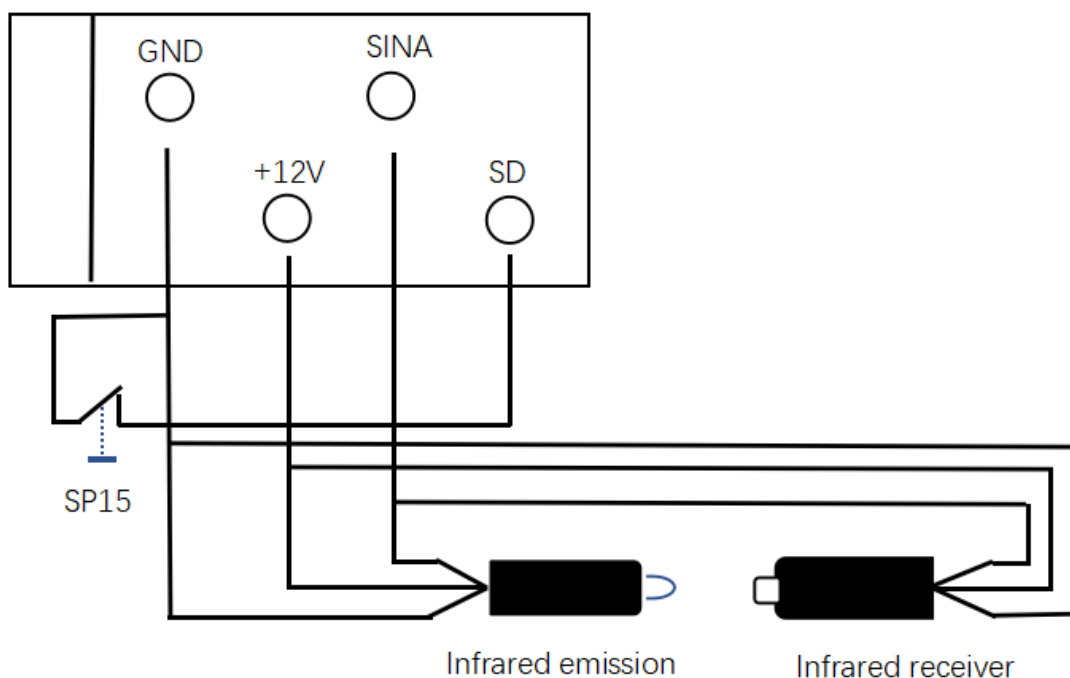 GND
SINA
+12V
SD
SP15
Infrared emission
Infrared receiver